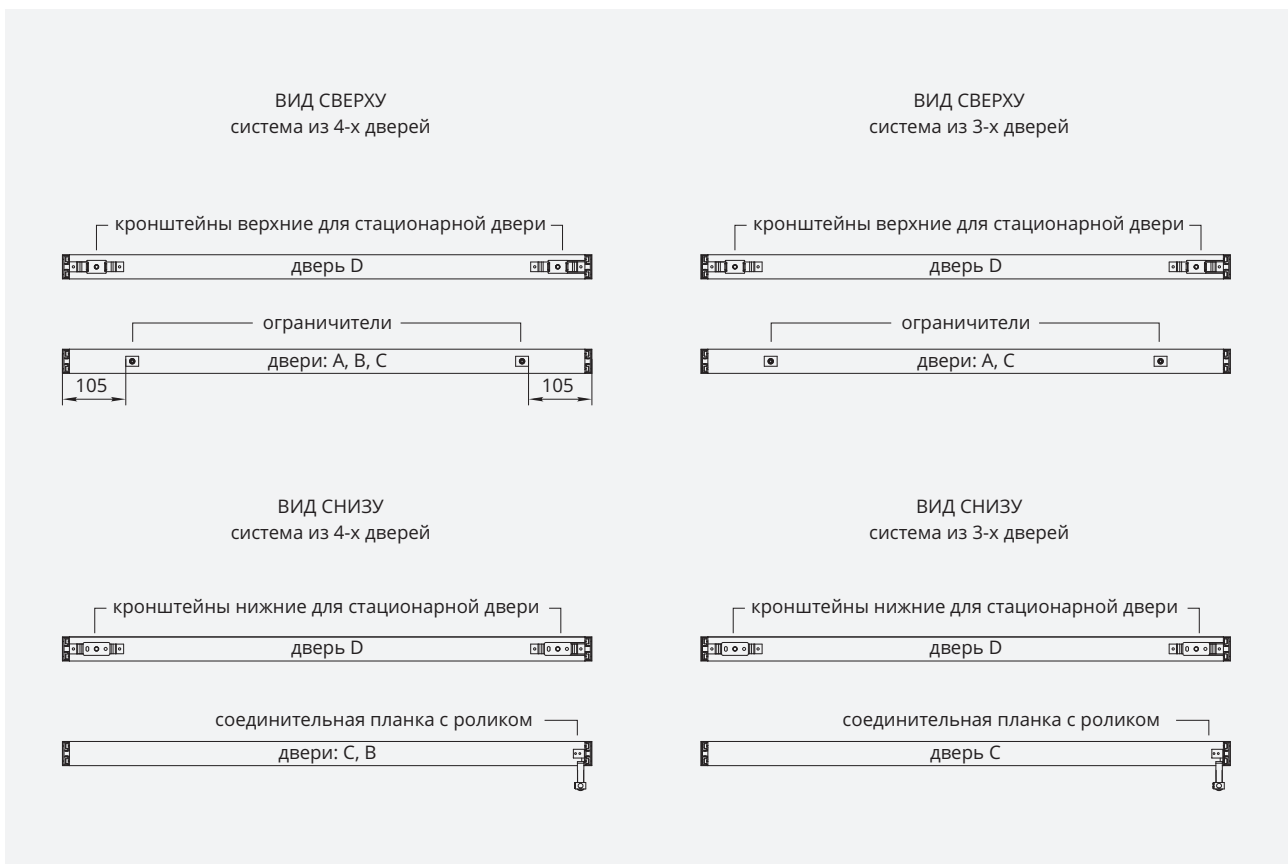 ВИД СВЕРХУ
система из 4-х дверей
кронштейны верхние для стационарной двери
дверь D
ограничители
двери: A, B, C
105
105
ВИД СВЕРХУ
система из 3-х дверей
кронштейны верхние для стационарной двери
дверь D
ограничители
двери: A, C
ВИД СНИЗУ
система из 4-х дверей
кронштейны нижние для стационарной двери
дверь D
соединительная планка с роликом
двери: C, B
ВИД СНИЗУ
система из 3-х дверей
кронштейны нижние для стационарной двери
дверь D
соединительная планка с роликом
дверь C